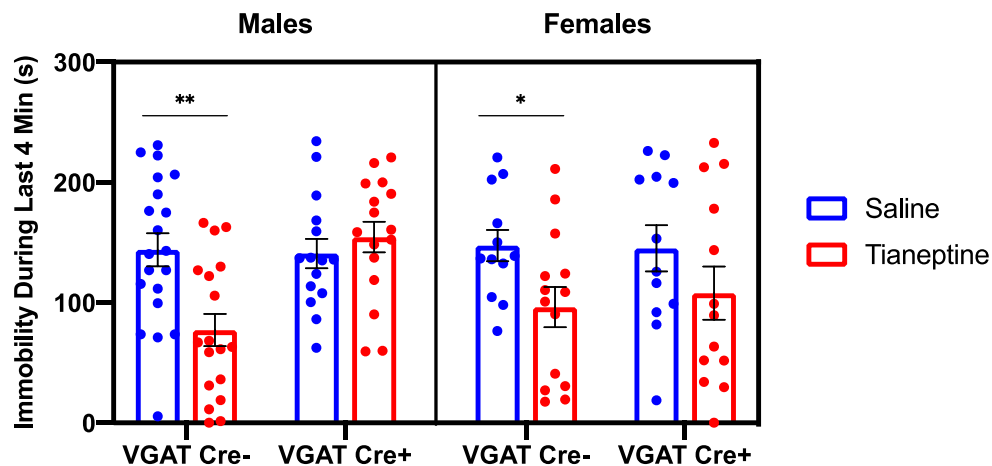 Males Females
Immobility During Last 4 Min (s)
300
200
100
0
** *
VGAT Cre- VGAT Cre+ VGAT Cre- VGAT Cre+
Saline
Tianeptine